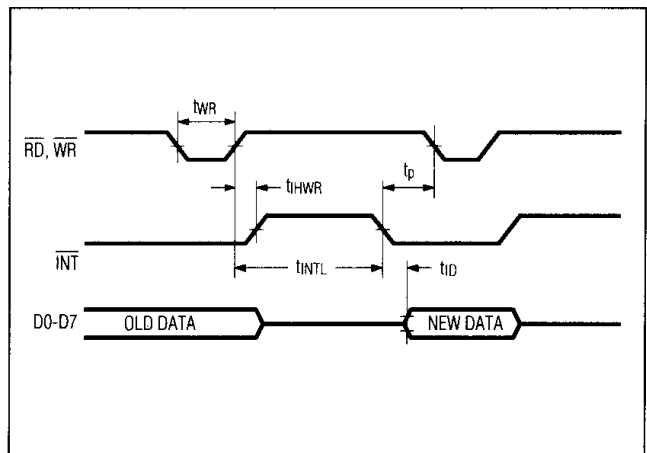 tWR
RD, WR
tIHWR
tp
INT
tINTL
tID
D0-D7
OLD DATA
NEW DATA